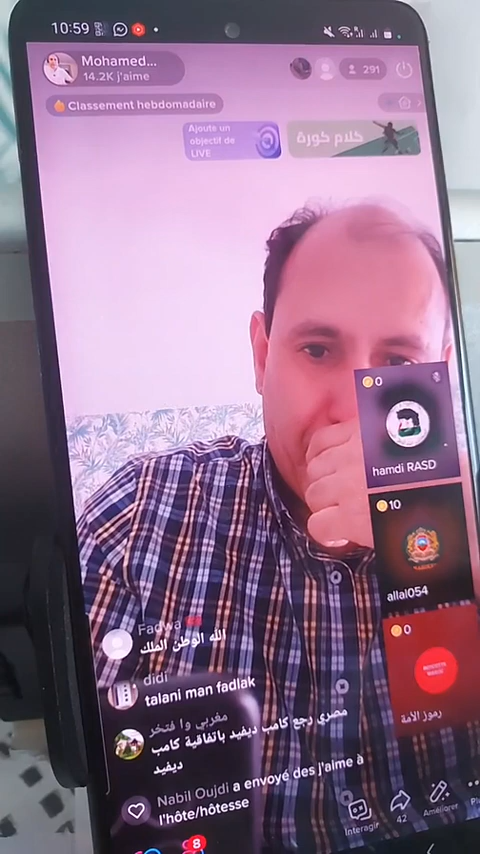 10:59
Mohamed...
14.2K j'aime
291
Classement hebdomadaire
Ajoute un
objectif de
LIVE
كلام كورة
0
hamdi RASD
10
allal054
0
رموز الأمة
Fadwa
الله الوطن الملك
didi
talani man fadlak
مغربي وا فتخر
مصري رجع كامب ديفيد باتفاقية كامب
ديفيد
Nabil Oujdi a envoyé des j'aime à
l'hôte/hôtesse
Interagir
42
Améliorer
8